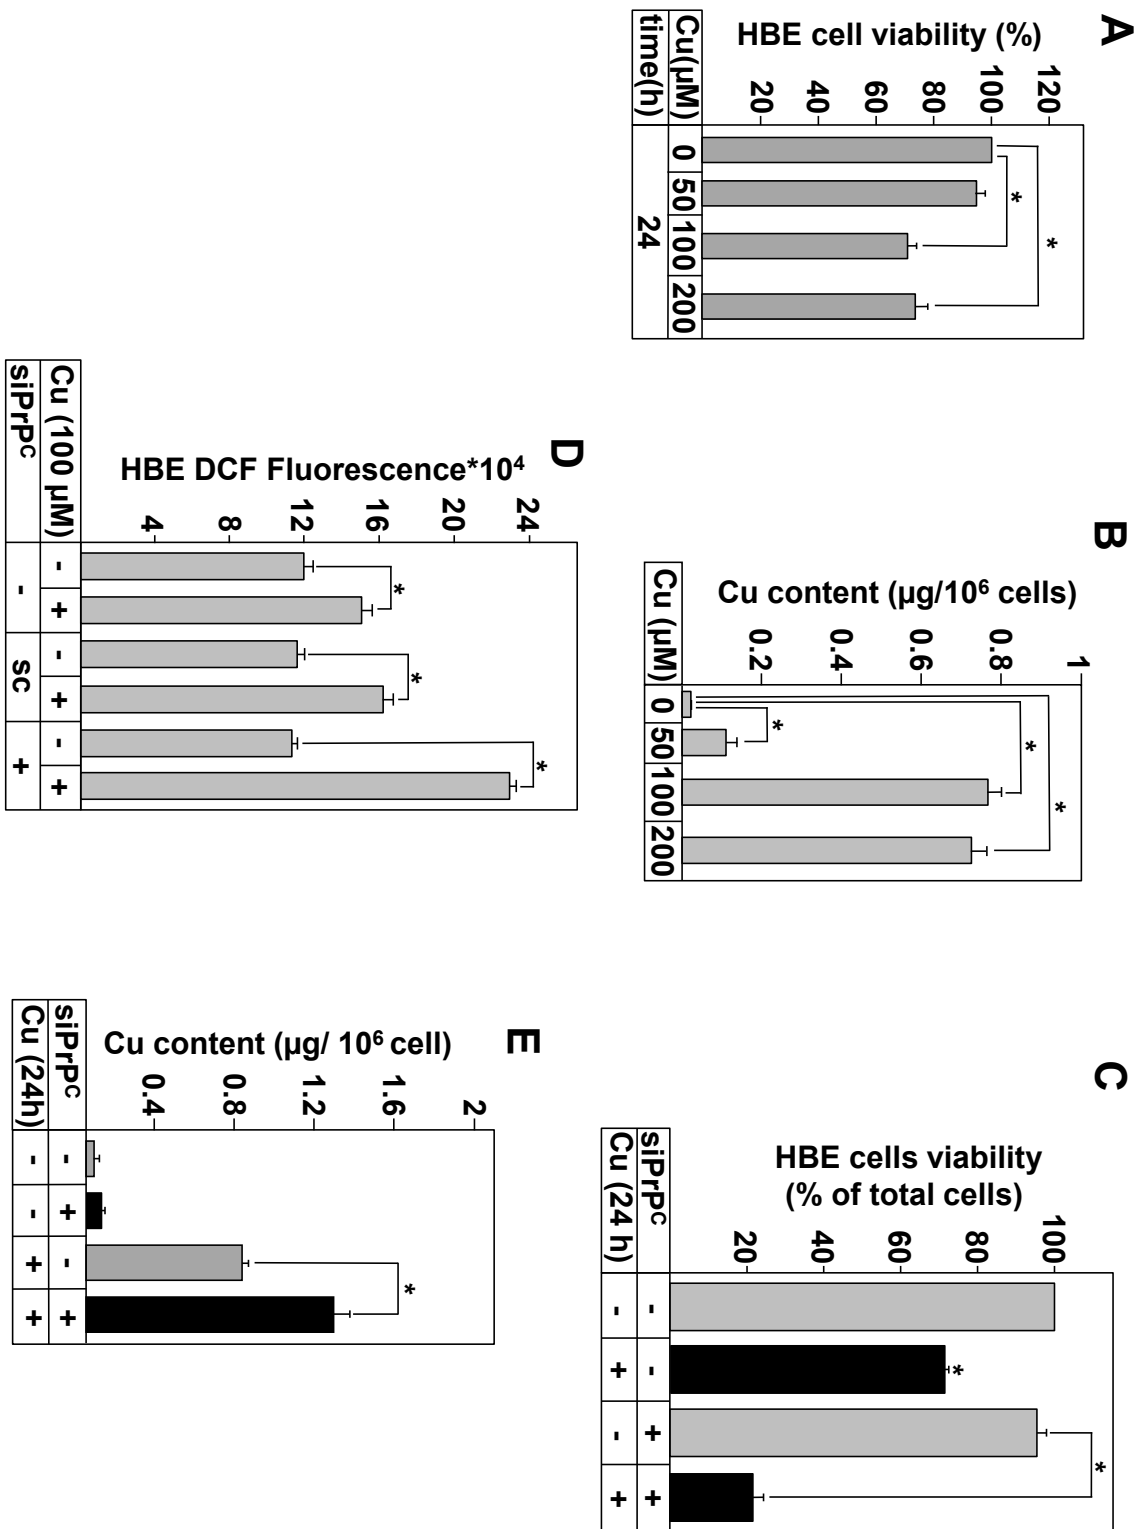 A
HBE cell viability (%)
120
100
80
60
40
20
* *
Cu(µM) 0 50 100 200
time(h) 24
B
Cu content (µg/10⁶ cells)
1
0.8
0.6
0.4
0.2
* * *
Cu (µM) 0 50 100 200
C
HBE cells viability
(% of total cells)
100
80
60
40
20
* *
siPrPᶜ - - + +
Cu (24 h) - + - +
D
HBE DCF Fluorescence*10⁴
24
20
16
12
8
4
* * *
Cu (100 µM) - + - + - +
siPrPᶜ - sc +
E
Cu content (µg/ 10⁶ cell)
2
1.6
1.2
0.8
0.4
*
siPrPᶜ - + - +
Cu (24h) - - + +